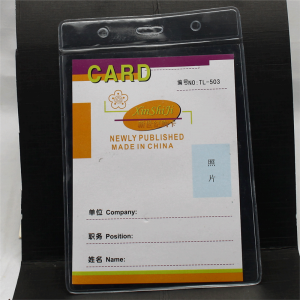 CARD
编号NO: TL-503
XinShiji
NEWLY PUBLISHED
MADE IN CHINA
照
片
单位 Company:
职务 Position:
姓名 Name: